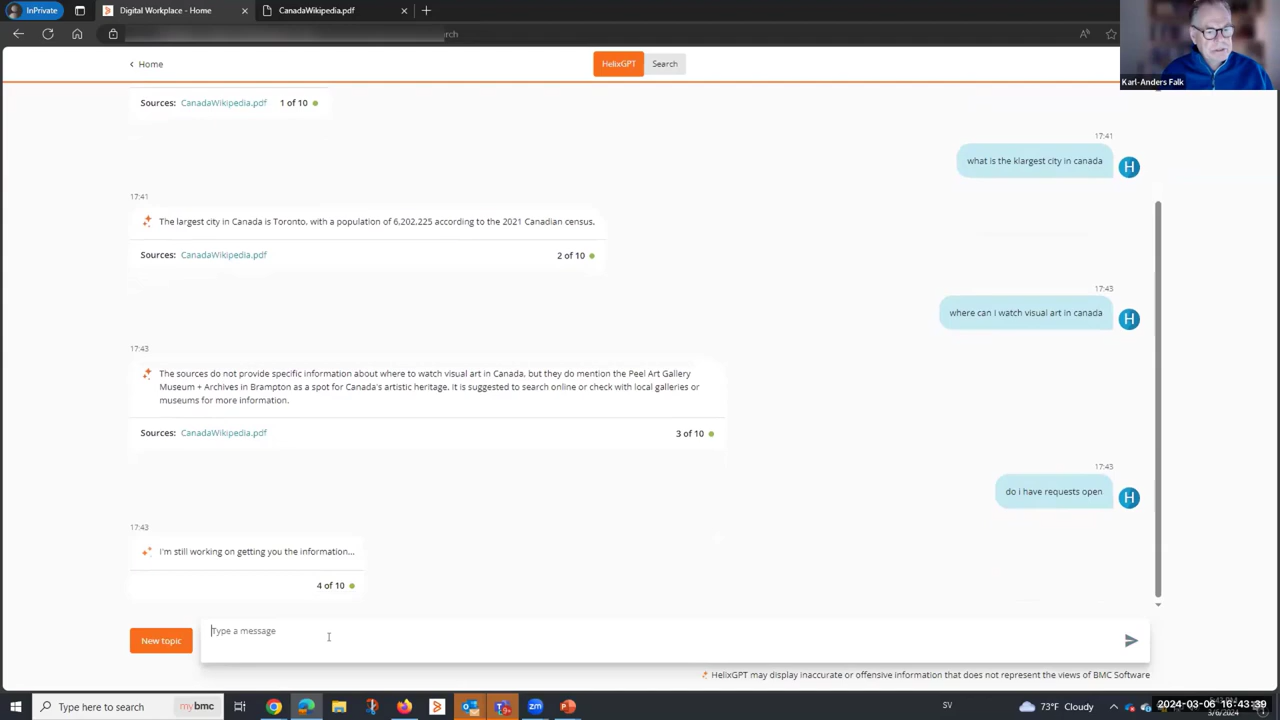 InPrivate
Digital Workplace - Home
CanadaWikipedia.pdf
rch
Karl-Anders Falk
Home
HelixGPT
Search
Sources: CanadaWikipedia.pdf 1 of 10
17:41
what is the klargest city in canada
H
17:41
The largest city in Canada is Toronto, with a population of 6,202,225 according to the 2021 Canadian census.
Sources: CanadaWikipedia.pdf 2 of 10
17:43
where can I watch visual art in canada
H
17:43
The sources do not provide specific information about where to watch visual art in Canada, but they do mention the Peel Art Gallery
Museum + Archives in Brampton as a spot for Canada's artistic heritage. It is suggested to search online or check with local galleries or
museums for more information.
Sources: CanadaWikipedia.pdf 3 of 10
17:43
do i have requests open
H
17:43
I'm still working on getting you the information...
4 of 10
New topic
Type a message
HelixGPT may display inaccurate or offensive information that does not represent the views of BMC Software
Type here to search
mybmc
SV
73°F Cloudy
2024-03-06 16:43:39
3/6/2024